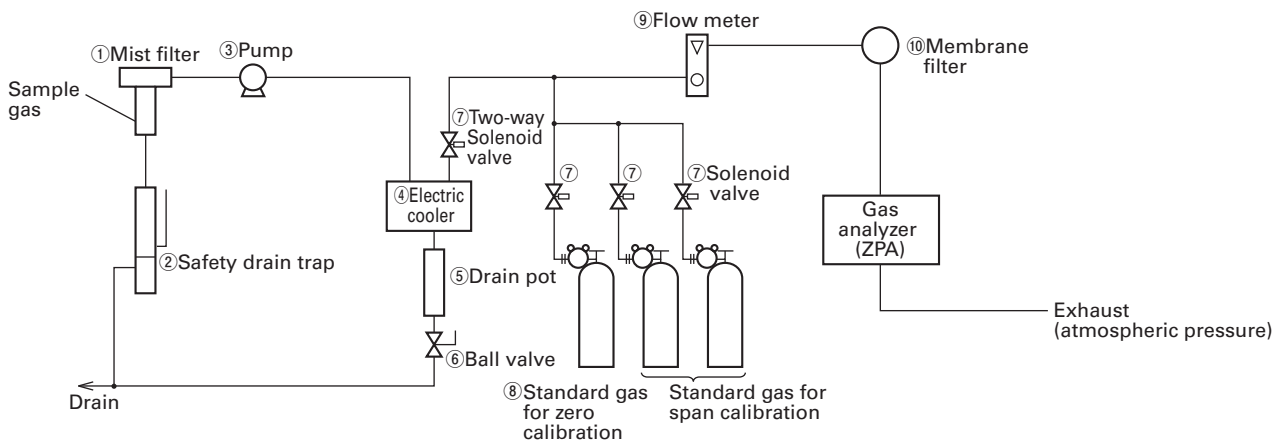 ⑨Flow meter
①Mist filter
③Pump
⑩Membrane
filter
Sample
gas
⑦Two-way
Solenoid
valve
⑦
⑦
⑦Solenoid
valve
④Electric
cooler
Gas
analyzer
(ZPA)
②Safety drain trap
⑤Drain pot
Exhaust
(atmospheric pressure)
⑥Ball valve
Drain
⑧Standard gas
for zero
calibration
Standard gas for
span calibration